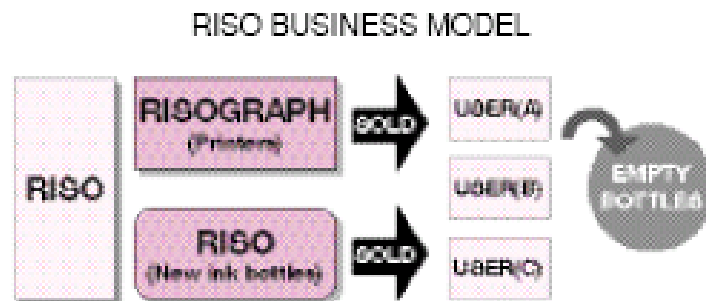 RISO BUSINESS MODEL
RISO
RISOGRAPH
(Printers)
SOLD
RISO
(New ink bottles)
SOLD
USER(A)
USER(B)
USER(C)
EMPTY
BOTTLES